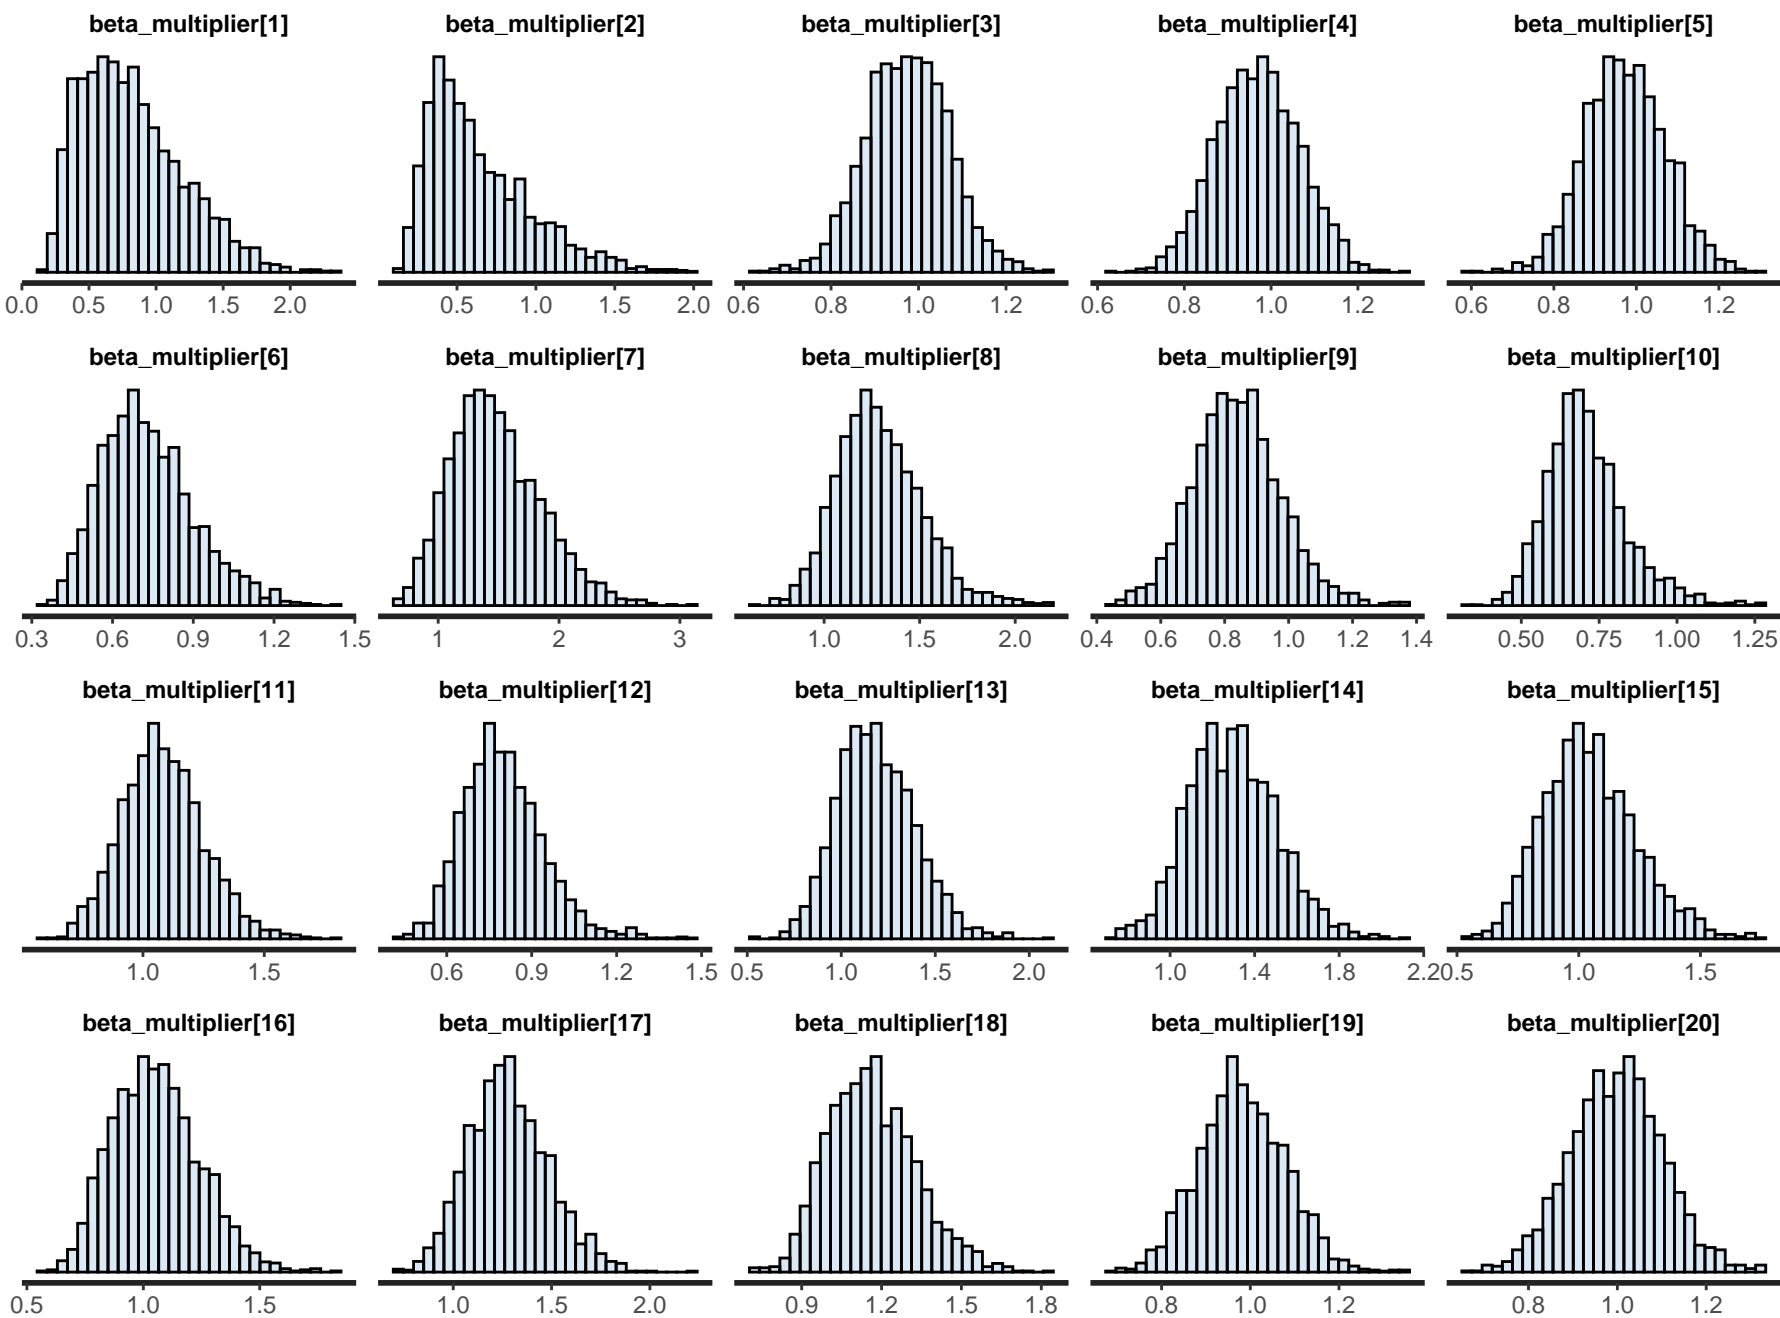 beta_multiplier[1] beta_multiplier[2] beta_multiplier[3] beta_multiplier[4] beta_multiplier[5]
0.0 0.5 1.0 1.5 2.0 0.5 1.0 1.5 2.0 0.6 0.8 1.0 1.2 0.6 0.8 1.0 1.2 0.6 0.8 1.0 1.2
beta_multiplier[6] beta_multiplier[7] beta_multiplier[8] beta_multiplier[9] beta_multiplier[10]
0.3 0.6 0.9 1.2 1.5 1 2 3 1.0 1.5 2.0 0.4 0.6 0.8 1.0 1.2 1.4 0.50 0.75 1.00 1.25
beta_multiplier[11] beta_multiplier[12] beta_multiplier[13] beta_multiplier[14] beta_multiplier[15]
1.0 1.5 0.6 0.9 1.2 1.5 0.5 1.0 1.5 2.0 1.0 1.4 1.8 2.2 0.5 1.0 1.5
beta_multiplier[16] beta_multiplier[17] beta_multiplier[18] beta_multiplier[19] beta_multiplier[20]
0.5 1.0 1.5 1.0 1.5 2.0 0.9 1.2 1.5 1.8 0.8 1.0 1.2 0.8 1.0 1.2